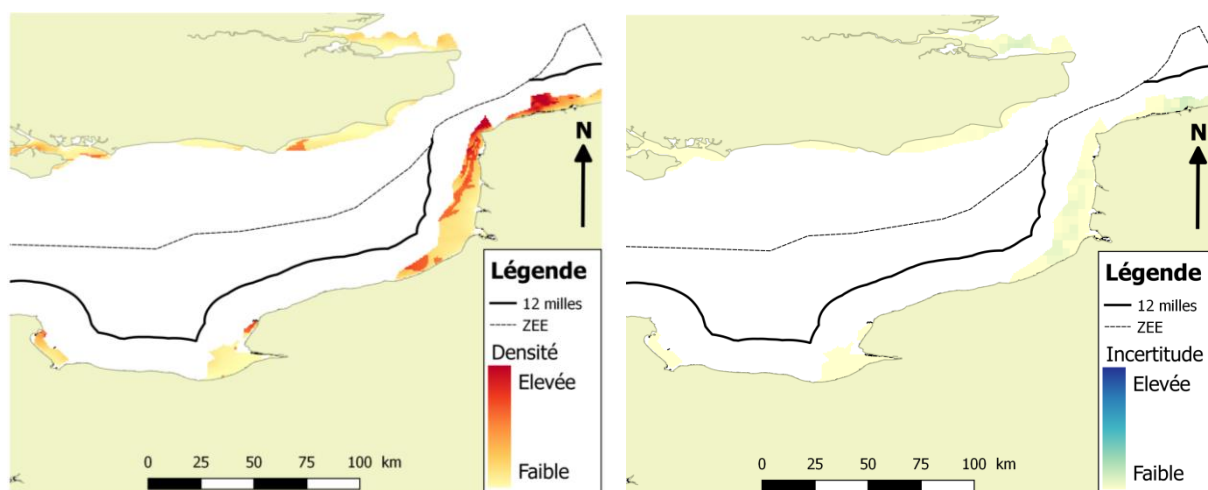 N
Légende
12 milles
ZEE
Densité
Elevée
Faible
0 25 50 75 100 km
N
Légende
12 milles
ZEE
Incertitude
Elevée
Faible
0 25 50 75 100 km